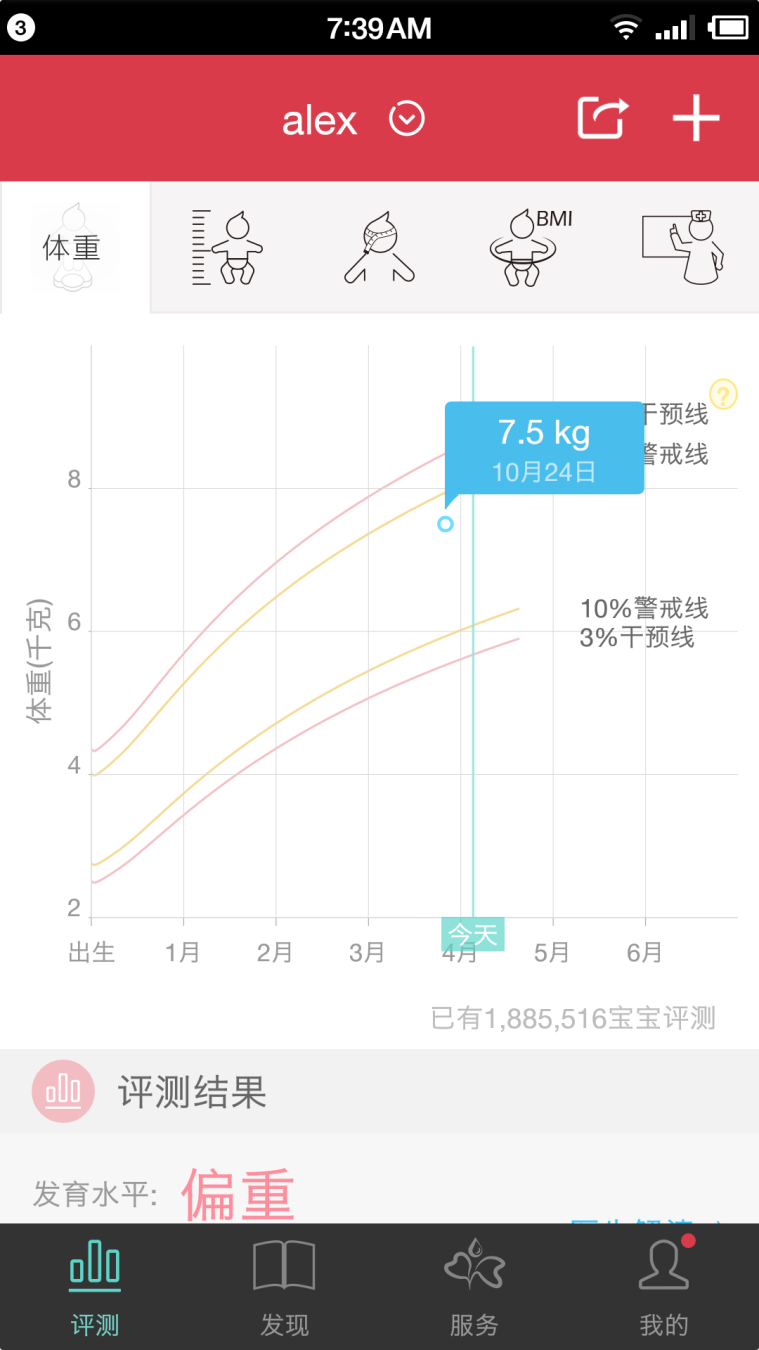 3
7:39AM
alex
体重
BMI
?
干预线
7.5 kg
10月24日
警戒线
8
6
4
2
体重(千克)
10%警戒线
3%干预线
今天
出生
1月
2月
3月
4月
5月
6月
已有1,885,516宝宝评测
评测结果
发育水平:
偏重
评测
发现
服务
我的